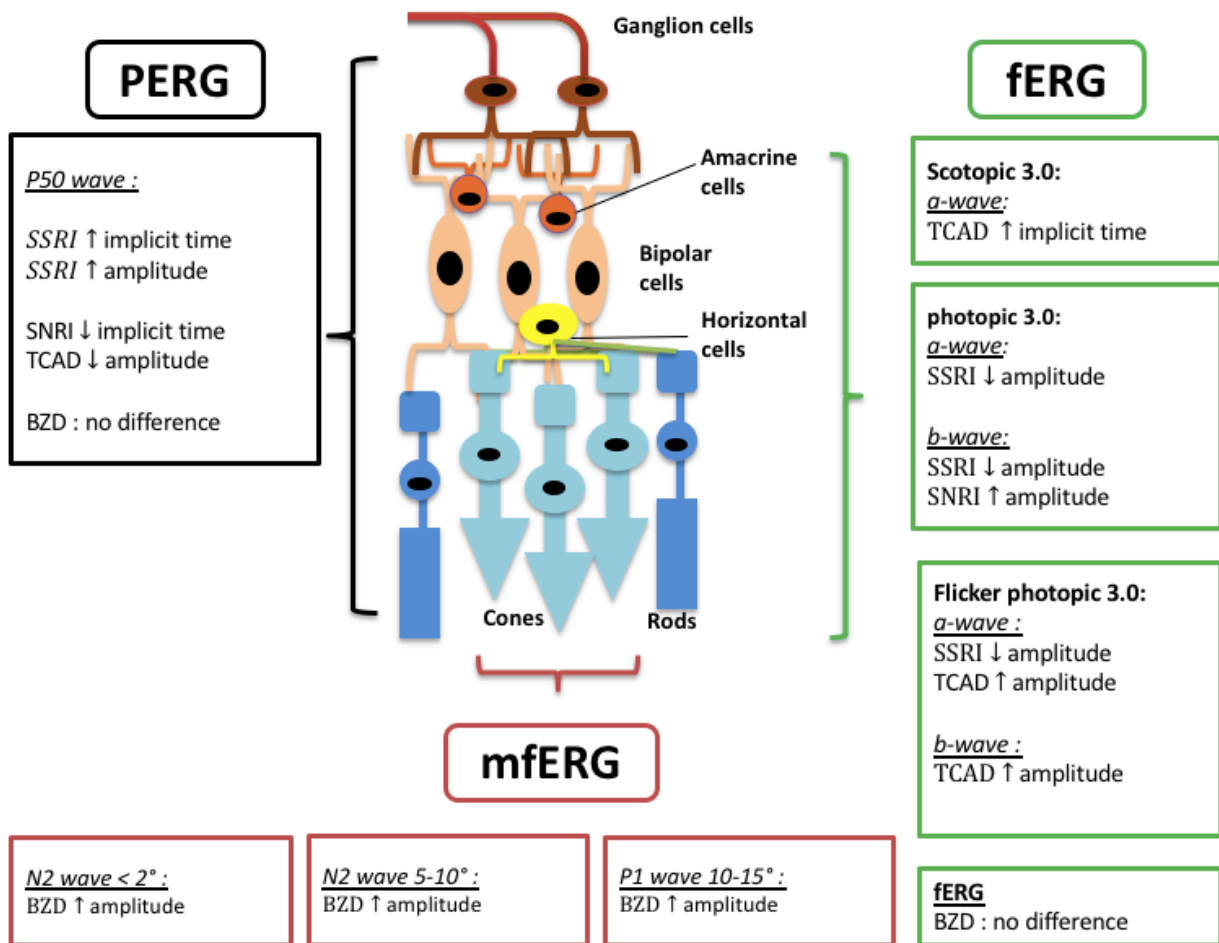 PERG
P50 wave :
SSRI ↑ implicit time
SSRI ↑ amplitude
SNRI ↓ implicit time
TCAD ↓ amplitude
BZD : no difference
Ganglion cells
Amacrine
cells
Bipolar
cells
Horizontal
cells
Cones
Rods
fERG
Scotopic 3.0:
a-wave:
TCAD ↑ implicit time
photopic 3.0:
a-wave:
SSRI ↓ amplitude
b-wave:
SSRI ↓ amplitude
SNRI ↑ amplitude
Flicker photopic 3.0:
a-wave :
SSRI ↓ amplitude
TCAD ↑ amplitude
b-wave :
TCAD ↑ amplitude
fERG
BZD : no difference
mfERG
N2 wave < 2° :
BZD ↑ amplitude
N2 wave 5-10° :
BZD ↑ amplitude
P1 wave 10-15° :
BZD ↑ amplitude